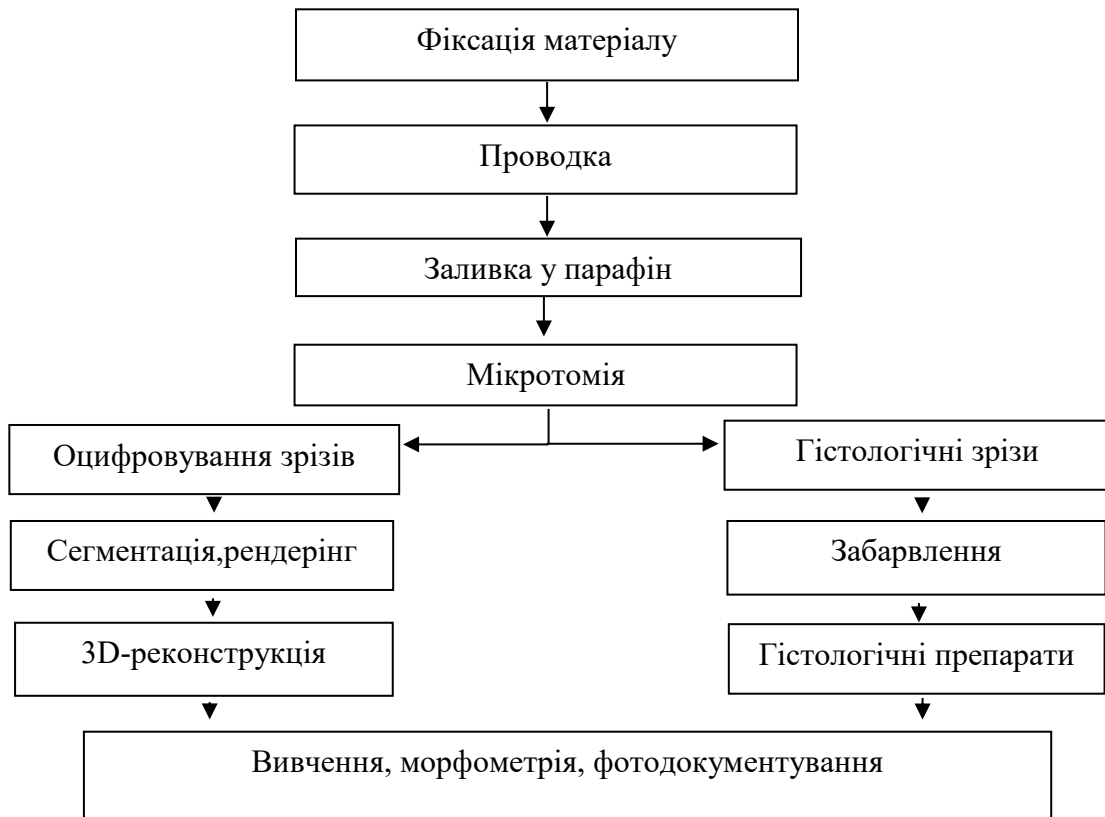 Фіксація матеріалу
Проводка
Заливка у парафін
Мікротомія
Оцифровування зрізів
Гістологічні зрізи
Сегментація,рендерінг
Забарвлення
3D-реконструкція
Гістологічні препарати
Вивчення, морфометрія, фотодокументування